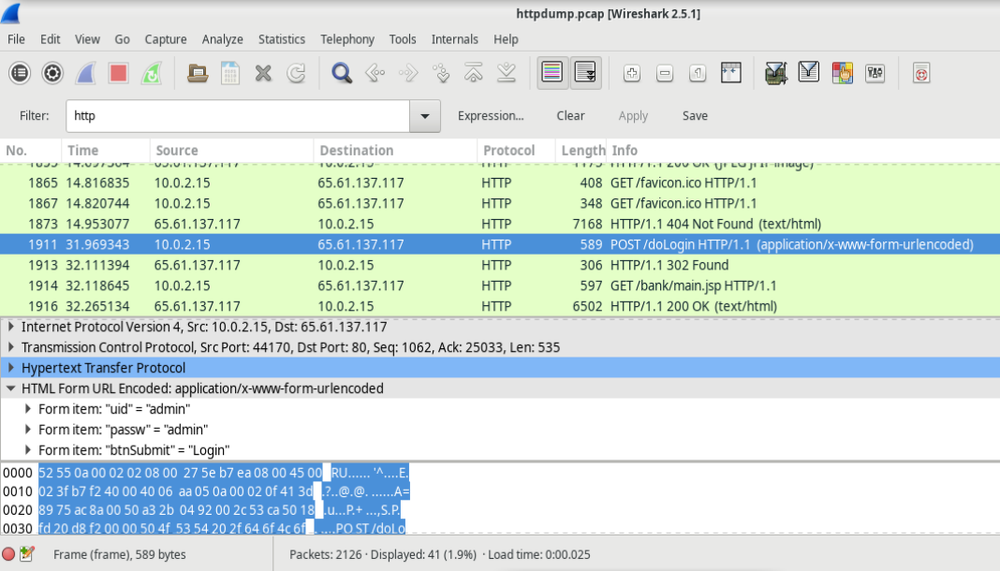 httpdump.pcap [Wireshark 2.5.1]
File Edit View Go Capture Analyze Statistics Telephony Tools Internals Help
Filter: http Expression... Clear Apply Save
No. Time Source Destination Protocol Length Info
1865 14.816835 10.0.2.15 65.61.137.117 HTTP 408 GET /favicon.ico HTTP/1.1
1867 14.820744 10.0.2.15 65.61.137.117 HTTP 348 GET /favicon.ico HTTP/1.1
1873 14.953077 65.61.137.117 10.0.2.15 HTTP 7168 HTTP/1.1 404 Not Found (text/html)
1911 31.969343 10.0.2.15 65.61.137.117 HTTP 589 POST /doLogin HTTP/1.1 (application/x-www-form-urlencoded)
1913 32.111394 65.61.137.117 10.0.2.15 HTTP 306 HTTP/1.1 302 Found
1914 32.118645 10.0.2.15 65.61.137.117 HTTP 597 GET /bank/main.jsp HTTP/1.1
1916 32.265134 65.61.137.117 10.0.2.15 HTTP 6502 HTTP/1.1 200 OK (text/html)
Internet Protocol Version 4, Src: 10.0.2.15, Dst: 65.61.137.117
Transmission Control Protocol, Src Port: 44170, Dst Port: 80, Seq: 1062, Ack: 25033, Len: 535
Hypertext Transfer Protocol
HTML Form URL Encoded: application/x-www-form-urlencoded
Form item: "uid" = "admin"
Form item: "passw" = "admin"
Form item: "btnSubmit" = "Login"
0000 52 55 0a 00 02 02 08 00 27 5e b7 ea 08 00 45 00 RU...... '^....E.
0010 02 3f b7 f2 40 00 40 06 aa 05 0a 00 02 0f 41 3d .?..@.@. ......A=
0020 89 75 ac 8a 00 50 a3 2b 04 92 00 2c 53 ca 50 18 .u...P.+ ...,S.P.
0030 fd 20 d8 f2 00 00 50 4f 53 54 20 2f 64 6f 4c 6f . ....PO ST /doLo
Frame (frame), 589 bytes Packets: 2126 · Displayed: 41 (1.9%) · Load time: 0:00.025